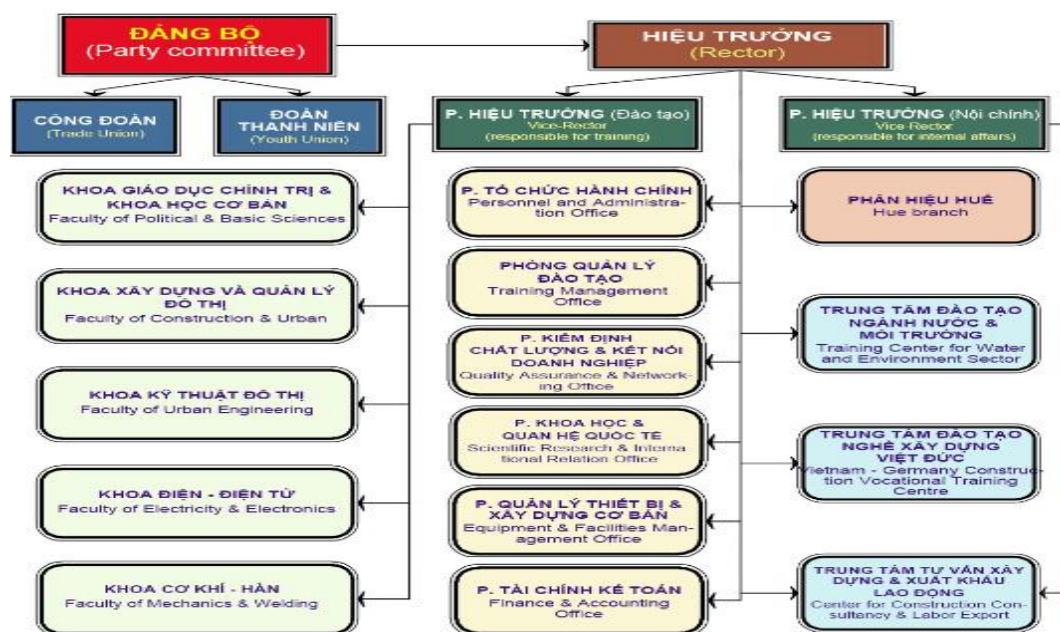 ĐẢNG BỘ
(Party committee)
HIỆU TRƯỞNG
(Rector)
CÔNG ĐOÀN
(Trade Union)
ĐOÀN
THANH NIÊN
(Youth Union)
P. HIỆU TRƯỞNG (Đào tạo)
Vice-Rector
(responsible for training)
P. HIỆU TRƯỞNG (Nội chính)
Vice-Rector
(responsible for internal affairs)
KHOA GIÁO DỤC CHÍNH TRỊ &
KHOA HỌC CƠ BẢN
Faculty of Political & Basic Sciences
KHOA XÂY DỰNG VÀ QUẢN LÝ
ĐÔ THỊ
Faculty of Construction & Urban
KHOA KỸ THUẬT ĐÔ THỊ
Faculty of Urban Engineering
KHOA ĐIỆN - ĐIỆN TỬ
Faculty of Electricity & Electronics
KHOA CƠ KHÍ - HÀN
Faculty of Mechanics & Welding
P. TỔ CHỨC HÀNH CHÍNH
Personnel and Administra-
tion Office
PHÒNG QUẢN LÝ
ĐÀO TẠO
Training Management
Office
P. KIỂM ĐỊNH
CHẤT LƯỢNG & KẾT NỐI
DOANH NGHIỆP
Quality Assurance & Network-
ing Office
P. KHOA HỌC &
QUAN HỆ QUỐC TẾ
Scientific Research & Interna
tional Relation Office
P. QUẢN LÝ THIẾT BỊ &
XÂY DỰNG CƠ BẢN
Equipment & Facilities Man-
agement Office
P. TÀI CHÍNH KẾ TOÁN
Finance & Accounting
Office
PHÂN HIỆU HUẾ
Hue branch
TRUNG TÂM ĐÀO TẠO
NGÀNH NƯỚC &
MÔI TRƯỜNG
Training Center for Water
and Environment Sector
TRUNG TÂM ĐÀO TẠO
NGHỀ XÂY DỰNG
VIỆT ĐỨC
Vietnam - Germany Construc-
tion Vocational Training
Centre
TRUNG TÂM TƯ VẤN XÂY
DỰNG & XUẤT KHẨU
LAO ĐỘNG
Center for Construction Con-
sultancy & Labor Export